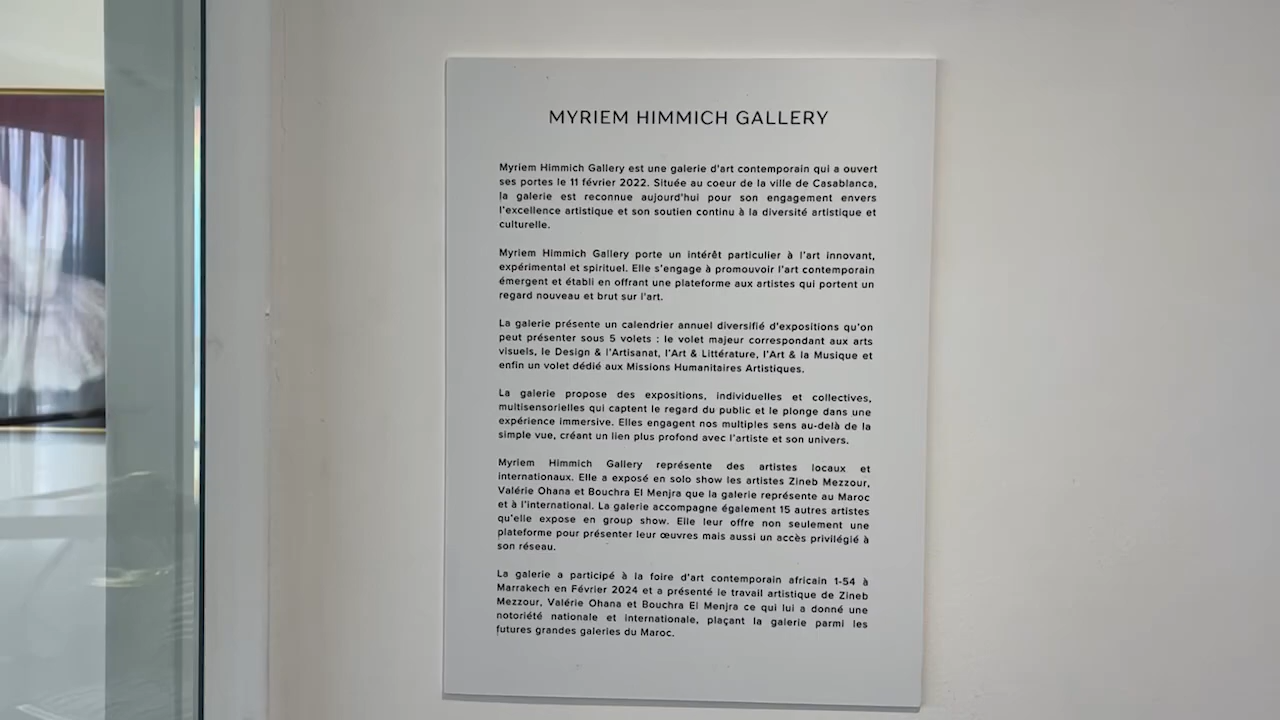 MYRIEM HIMMICH GALLERY
Myriem Himmich Gallery est une galerie d'art contemporain qui a ouvert
ses portes le 11 février 2022. Située au coeur de la ville de Casablanca,
la galerie est reconnue aujourd'hui pour son engagement envers
l'excellence artistique et son soutien continu à la diversité artistique et
culturelle.
Myriem Himmich Gallery porte un intérêt particulier à l'art innovant,
expérimental et spirituel. Elle s'engage à promouvoir l'art contemporain
émergent et établi en offrant une plateforme aux artistes qui portent un
regard nouveau et brut sur l'art.
La galerie présente un calendrier annuel diversifié d'expositions qu'on
peut présenter sous 5 volets : le volet majeur correspondant aux arts
visuels, le Design & l'Artisanat, l'Art & Littérature, l'Art & la Musique et
enfin un volet dédié aux Missions Humanitaires Artistiques.
La galerie propose des expositions, individuelles et collectives,
multisensorielles qui captent le regard du public et le plonge dans une
expérience immersive. Elles engagent nos multiples sens au-delà de la
simple vue, créant un lien plus profond avec l'artiste et son univers.
Myriem Himmich Gallery représente des artistes locaux et
internationaux. Elle a exposé en solo show les artistes Zineb Mezzour,
Valérie Ohana et Bouchra El Menjra que la galerie représente au Maroc
et à l'international. La galerie accompagne également 15 autres artistes
qu'elle expose en group show. Elle leur offre non seulement une
plateforme pour présenter leur œuvres mais aussi un accès privilégié à
son réseau.
La galerie a participé à la foire d'art contemporain africain 1-54 à
Marrakech en Février 2024 et a présenté le travail artistique de Zineb
Mezzour, Valérie Ohana et Bouchra El Menjra ce qui lui a donné une
notoriété nationale et internationale, plaçant la galerie parmi les
futures grandes galeries du Maroc.